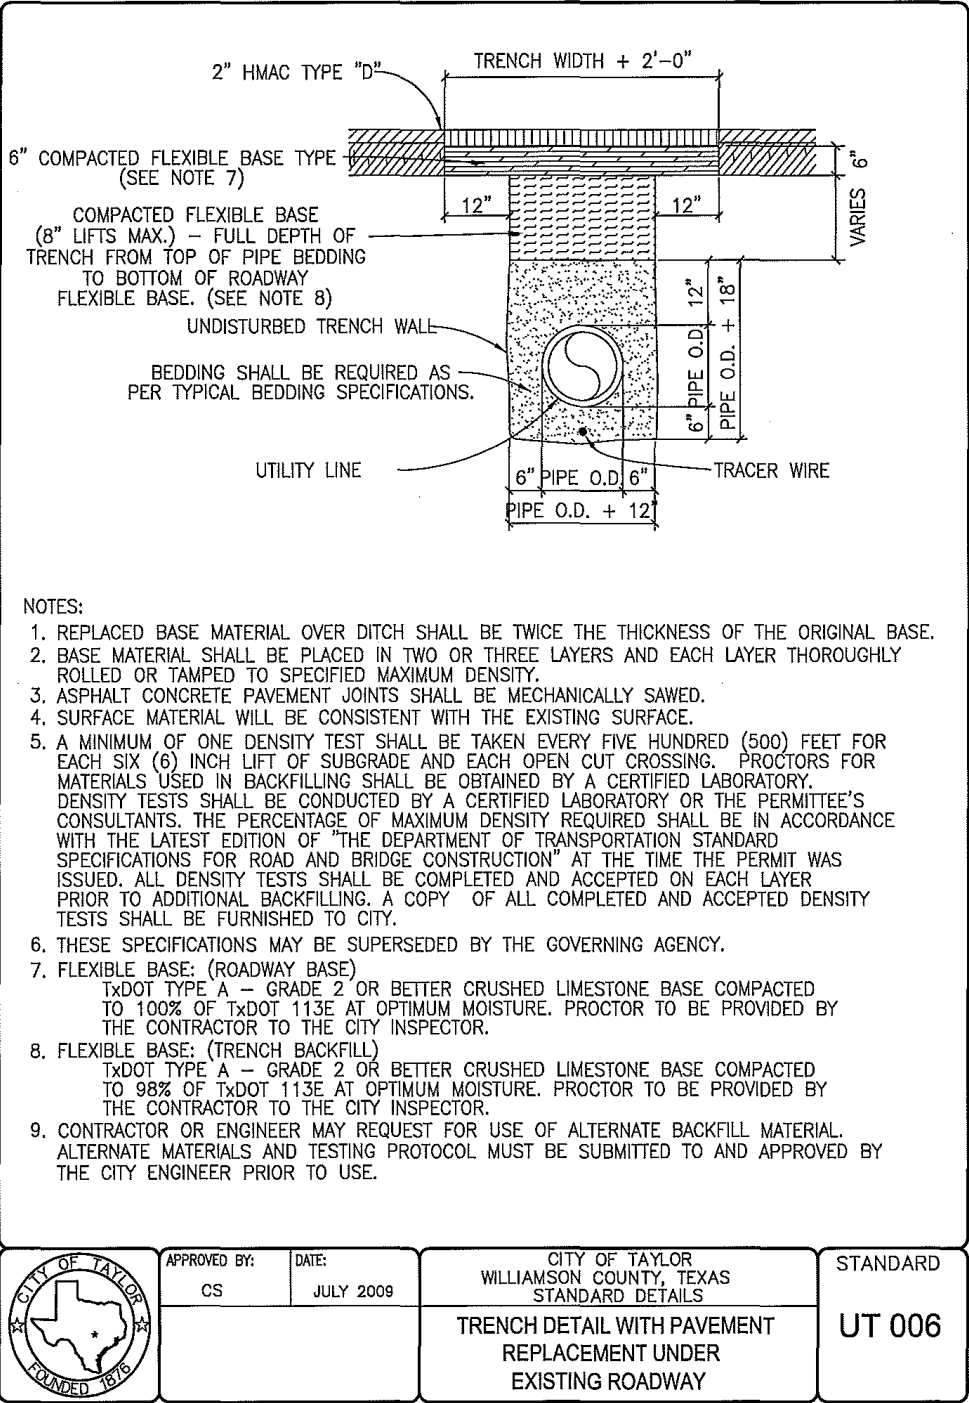 TRENCH WIDTH + 2'-0"
2" HMAC TYPE "D"
6" COMPACTED FLEXIBLE BASE TYPE
(SEE NOTE 7)
6"
12"
12"
VARIES
COMPACTED FLEXIBLE BASE
(8" LIFTS MAX.) – FULL DEPTH OF
TRENCH FROM TOP OF PIPE BEDDING
TO BOTTOM OF ROADWAY
FLEXIBLE BASE. (SEE NOTE 8)
UNDISTURBED TRENCH WALL
12"
PIPE O.D.
6"
PIPE O.D. + 18"
BEDDING SHALL BE REQUIRED AS
PER TYPICAL BEDDING SPECIFICATIONS.
UTILITY LINE
TRACER WIRE
6" PIPE O.D. 6"
PIPE O.D. + 12"
NOTES:
1. REPLACED BASE MATERIAL OVER DITCH SHALL BE TWICE THE THICKNESS OF THE ORIGINAL BASE.
2. BASE MATERIAL SHALL BE PLACED IN TWO OR THREE LAYERS AND EACH LAYER THOROUGHLY
ROLLED OR TAMPED TO SPECIFIED MAXIMUM DENSITY.
3. ASPHALT CONCRETE PAVEMENT JOINTS SHALL BE MECHANICALLY SAWED.
4. SURFACE MATERIAL WILL BE CONSISTENT WITH THE EXISTING SURFACE.
5. A MINIMUM OF ONE DENSITY TEST SHALL BE TAKEN EVERY FIVE HUNDRED (500) FEET FOR
EACH SIX (6) INCH LIFT OF SUBGRADE AND EACH OPEN CUT CROSSING. PROCTORS FOR
MATERIALS USED IN BACKFILLING SHALL BE OBTAINED BY A CERTIFIED LABORATORY.
DENSITY TESTS SHALL BE CONDUCTED BY A CERTIFIED LABORATORY OR THE PERMITTEE'S
CONSULTANTS. THE PERCENTAGE OF MAXIMUM DENSITY REQUIRED SHALL BE IN ACCORDANCE
WITH THE LATEST EDITION OF "THE DEPARTMENT OF TRANSPORTATION STANDARD
SPECIFICATIONS FOR ROAD AND BRIDGE CONSTRUCTION" AT THE TIME THE PERMIT WAS
ISSUED. ALL DENSITY TESTS SHALL BE COMPLETED AND ACCEPTED ON EACH LAYER
PRIOR TO ADDITIONAL BACKFILLING. A COPY OF ALL COMPLETED AND ACCEPTED DENSITY
TESTS SHALL BE FURNISHED TO CITY.
6. THESE SPECIFICATIONS MAY BE SUPERSEDED BY THE GOVERNING AGENCY.
7. FLEXIBLE BASE: (ROADWAY BASE)
TxDOT TYPE A – GRADE 2 OR BETTER CRUSHED LIMESTONE BASE COMPACTED
TO 100% OF TxDOT 113E AT OPTIMUM MOISTURE. PROCTOR TO BE PROVIDED BY
THE CONTRACTOR TO THE CITY INSPECTOR.
8. FLEXIBLE BASE: (TRENCH BACKFILL)
TxDOT TYPE A – GRADE 2 OR BETTER CRUSHED LIMESTONE BASE COMPACTED
TO 98% OF TxDOT 113E AT OPTIMUM MOISTURE. PROCTOR TO BE PROVIDED BY
THE CONTRACTOR TO THE CITY INSPECTOR.
9. CONTRACTOR OR ENGINEER MAY REQUEST FOR USE OF ALTERNATE BACKFILL MATERIAL.
ALTERNATE MATERIALS AND TESTING PROTOCOL MUST BE SUBMITTED TO AND APPROVED BY
THE CITY ENGINEER PRIOR TO USE.
CITY OF TAYLOR
FOUNDED 1876
APPROVED BY:
CS
DATE:
JULY 2009
CITY OF TAYLOR
WILLIAMSON COUNTY, TEXAS
STANDARD DETAILS
TRENCH DETAIL WITH PAVEMENT
REPLACEMENT UNDER
EXISTING ROADWAY
STANDARD
UT 006